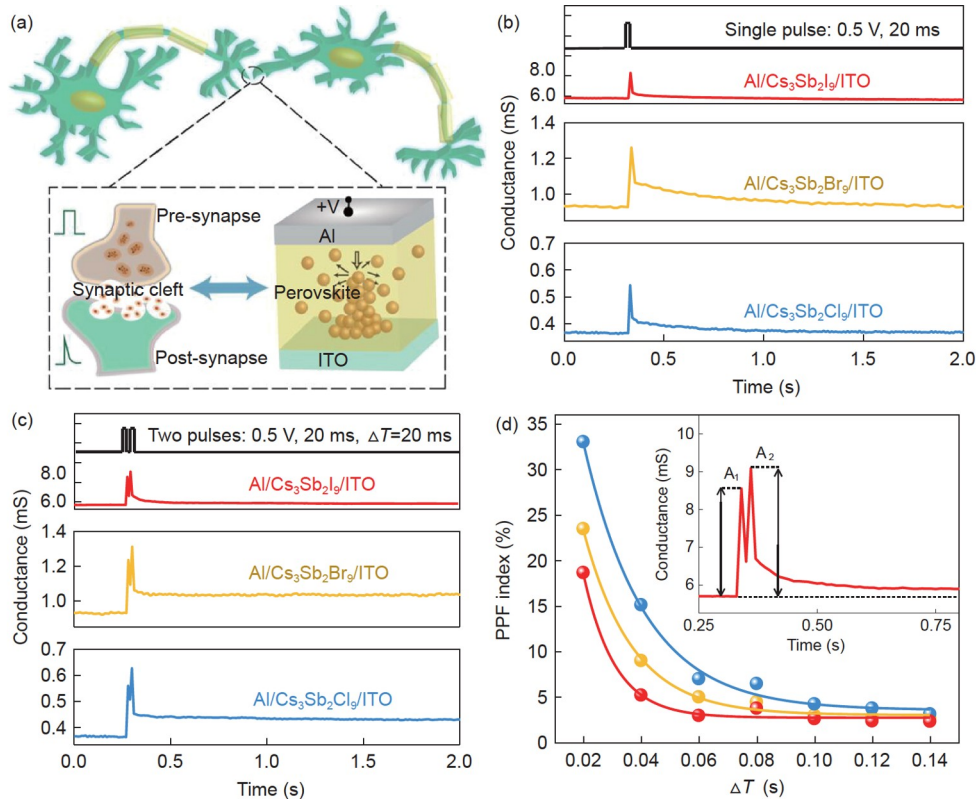 (a)
Pre-synapse
Synaptic cleft
Post-synapse
+V
Al
Perovskite
ITO
(b)
Single pulse: 0.5 V, 20 ms
Al/Cs₃Sb₂I₉/ITO
Al/Cs₃Sb₂Br₉/ITO
Al/Cs₃Sb₂Cl₉/ITO
8.0
6.0
1.4
1.2
1.0
0.7
0.6
0.5
0.4
Conductance (mS)
0.0 0.5 1.0 1.5 2.0
Time (s)
(c)
Two pulses: 0.5 V, 20 ms, ΔT=20 ms
Al/Cs₃Sb₂I₉/ITO
Al/Cs₃Sb₂Br₉/ITO
Al/Cs₃Sb₂Cl₉/ITO
8.0
6.0
1.4
1.2
1.0
0.7
0.6
0.5
0.4
Conductance (mS)
0.0 0.5 1.0 1.5 2.0
Time (s)
(d)
35
30
25
20
15
10
5
0
PPF index (%)
0.02 0.04 0.06 0.08 0.10 0.12 0.14
ΔT (s)
10
9
8
7
6
Conductance (mS)
A₁
A₂
0.25 0.50 0.75
Time (s)